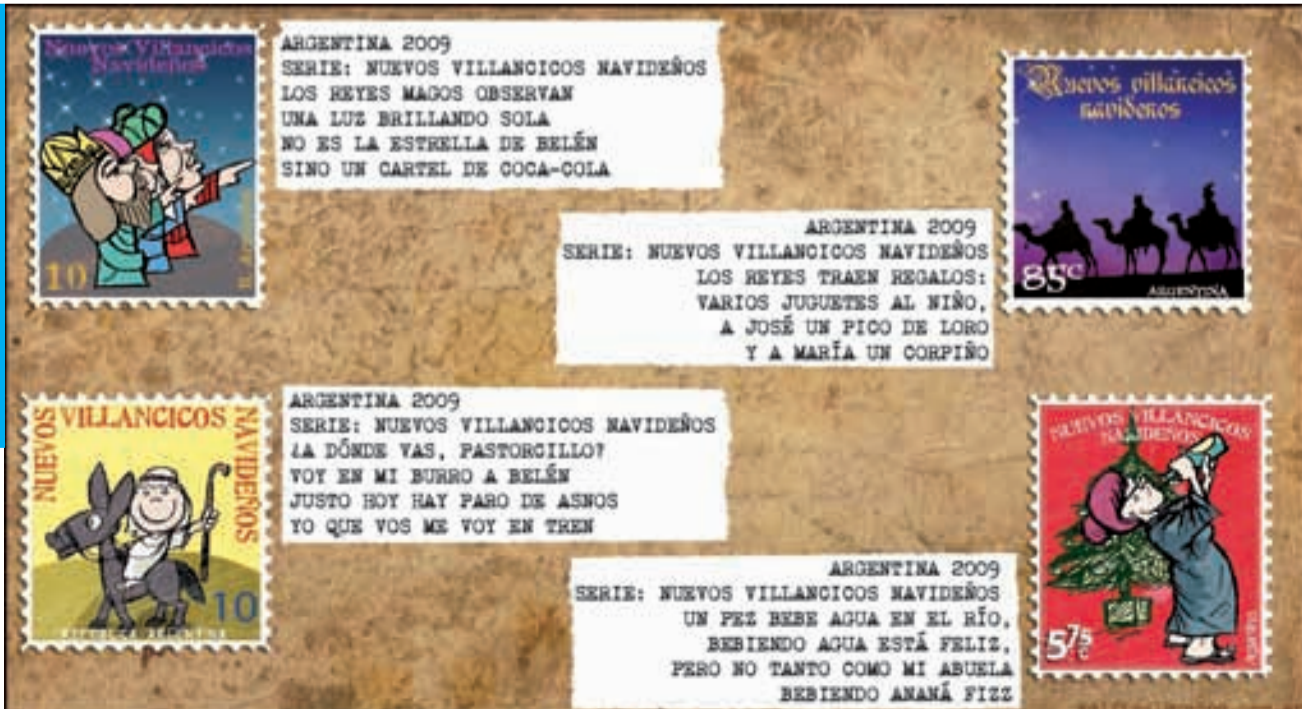 Nuevos Villancicos
Navideños
10
ARGENTINA 2009
SERIE: NUEVOS VILLANCICOS NAVIDEÑOS
LOS REYES MAGOS OBSERVAN
UNA LUZ BRILLANDO SOLA
NO ES LA ESTRELLA DE BELÉN
SINO UN CARTEL DE COCA-COLA
Nuevos villancicos
navideños
85c
ARGENTINA
ARGENTINA 2009
SERIE: NUEVOS VILLANCICOS NAVIDEÑOS
LOS REYES TRAEN REGALOS:
VARIOS JUGUETES AL NIÑO,
A JOSÉ UN PICO DE LORO
Y A MARÍA UN CORPIÑO
NUEVOS VILLANCICOS NAVIDEÑOS
10
REPUBLICA ARGENTINA
ARGENTINA 2009
SERIE: NUEVOS VILLANCICOS NAVIDEÑOS
¿A DÓNDE VAS, PASTORCILLO?
VOY EN MI BURRO A BELÉN
JUSTO HOY HAY PARO DE ASNOS
YO QUE VOS ME VOY EN TREN
NUEVOS VILLANCICOS
NAVIDEÑOS
5,75c
ARGENTINA 2009
SERIE: NUEVOS VILLANCICOS NAVIDEÑOS
UN PEZ BEBE AGUA EN EL RÍO,
BEBIENDO AGUA ESTÁ FELIZ,
PERO NO TANTO COMO MI ABUELA
BEBIENDO ANANÁ FIZZ